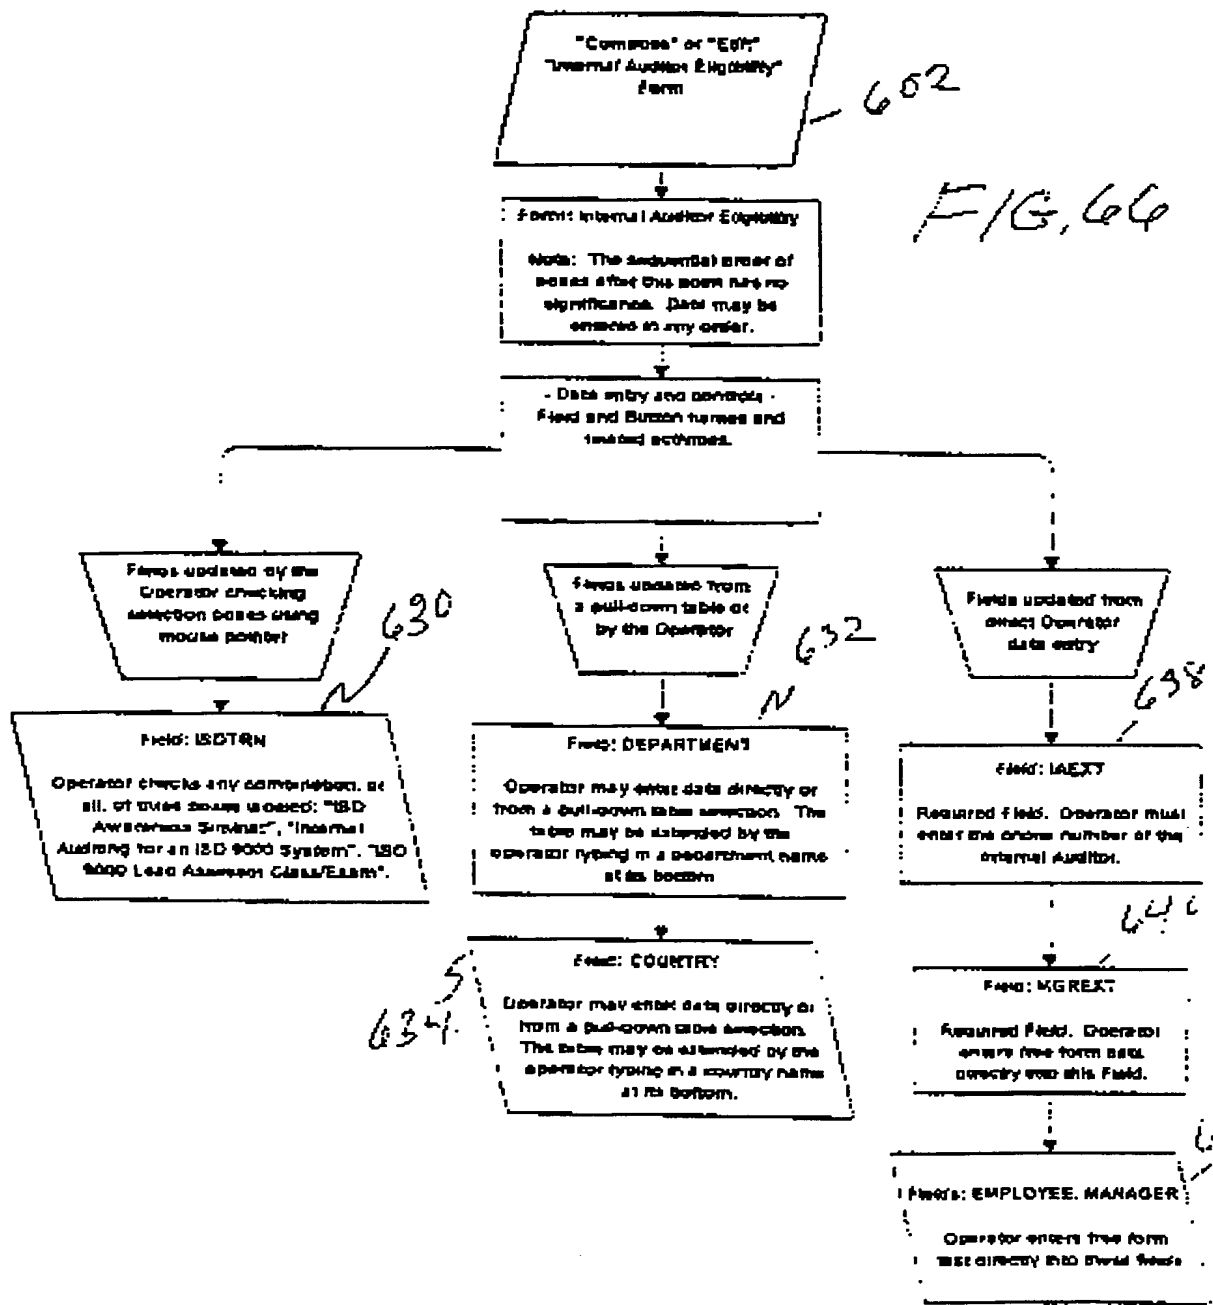 "Compose" or "Edit"
"Internal Auditor Eligibility"
Form
602
FIG. 66
Form: Internal Auditor Eligibility
Note: The sequential order of
boxes after this point has no
significance. Data may be
entered in any order.
- Data entry and controls -
Field and Button names and
related activities.
Fields updated by the
Operator checking
selection boxes using
mouse pointer
630
Fields updated from
a pull-down table or
by the Operator
632
Fields updated from
direct Operator
data entry
638
Field: ISOTRN
Operator checks any combination, or
all, of three boxes labeled: "ISO
Awareness Seminar", "Internal
Auditing for an ISO 9000 System", "ISO
9000 Lead Assessor Class/Exam".
Field: DEPARTMENT
Operator may enter data directly or
from a pull-down table selection. The
table may be extended by the
operator typing in a department name
at its bottom
Field: IAEXT
Required Field. Operator must
enter the phone number of the
Internal Auditor.
634
Field: COUNTRY
Operator may enter data directly or
from a pull-down table selection.
The table may be extended by the
operator typing in a country name
at its bottom.
Field: MGREXT
Required Field. Operator
enters free form data
directly into this Field.
Fields: EMPLOYEE, MANAGER
Operator enters free form
text directly into these fields